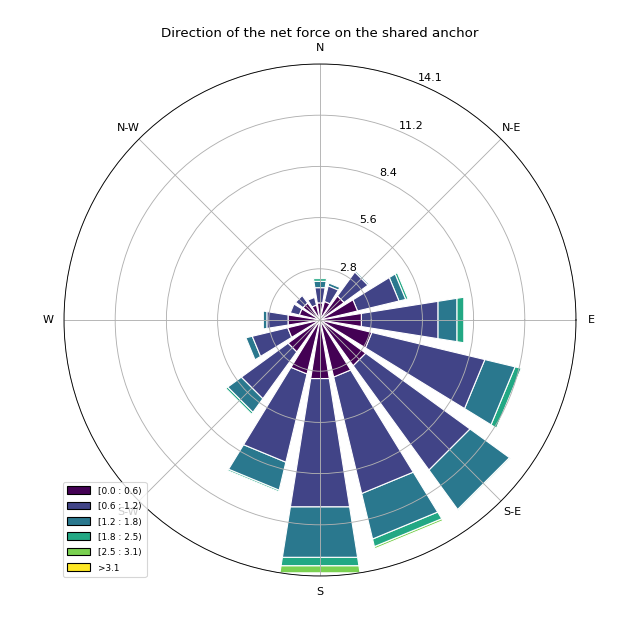 Direction of the net force on the shared anchor
N
14.1
N-W
11.2
N-E
8.4
5.6
2.8
W
E
[0.0 : 0.6)
[0.6 : 1.2)
S-W
S-E
[1.2 : 1.8)
[1.8 : 2.5)
[2.5 : 3.1)
>3.1
S